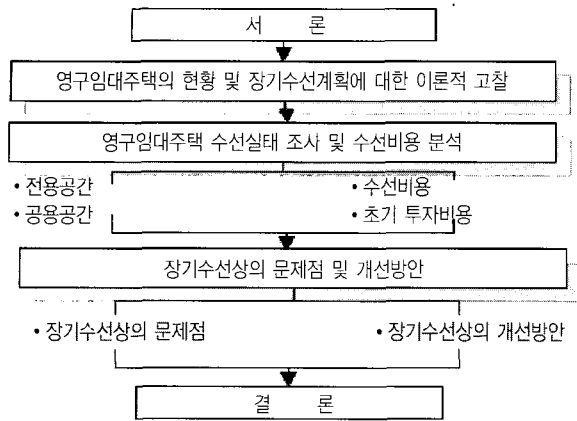 서 론
영구임대주택의 현황 및 장기수선계획에 대한 이론적 고찰
영구임대주택 수선실태 조사 및 수선비용 분석
• 전용공간 • 수선비용
• 공용공간 • 초기 투자비용
장기수선상의 문제점 및 개선방안
• 장기수선상의 문제점 • 장기수선상의 개선방안
결 론